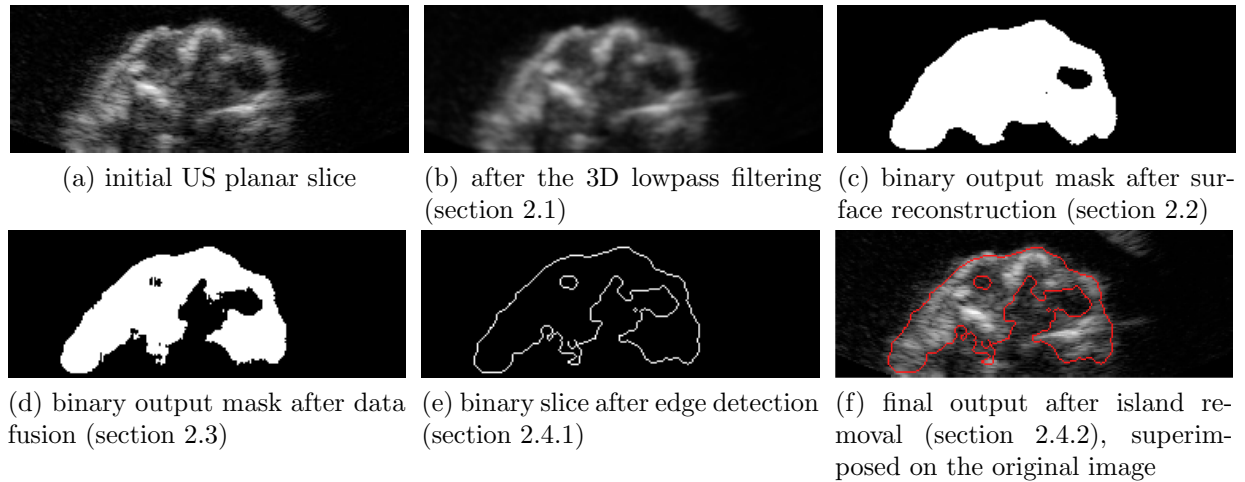 (a) initial US planar slice
(b) after the 3D lowpass filtering
(section 2.1)
(c) binary output mask after sur-
face reconstruction (section 2.2)
(d) binary output mask after data
fusion (section 2.3)
(e) binary slice after edge detection
(section 2.4.1)
(f) final output after island re-
moval (section 2.4.2), superim-
posed on the original image